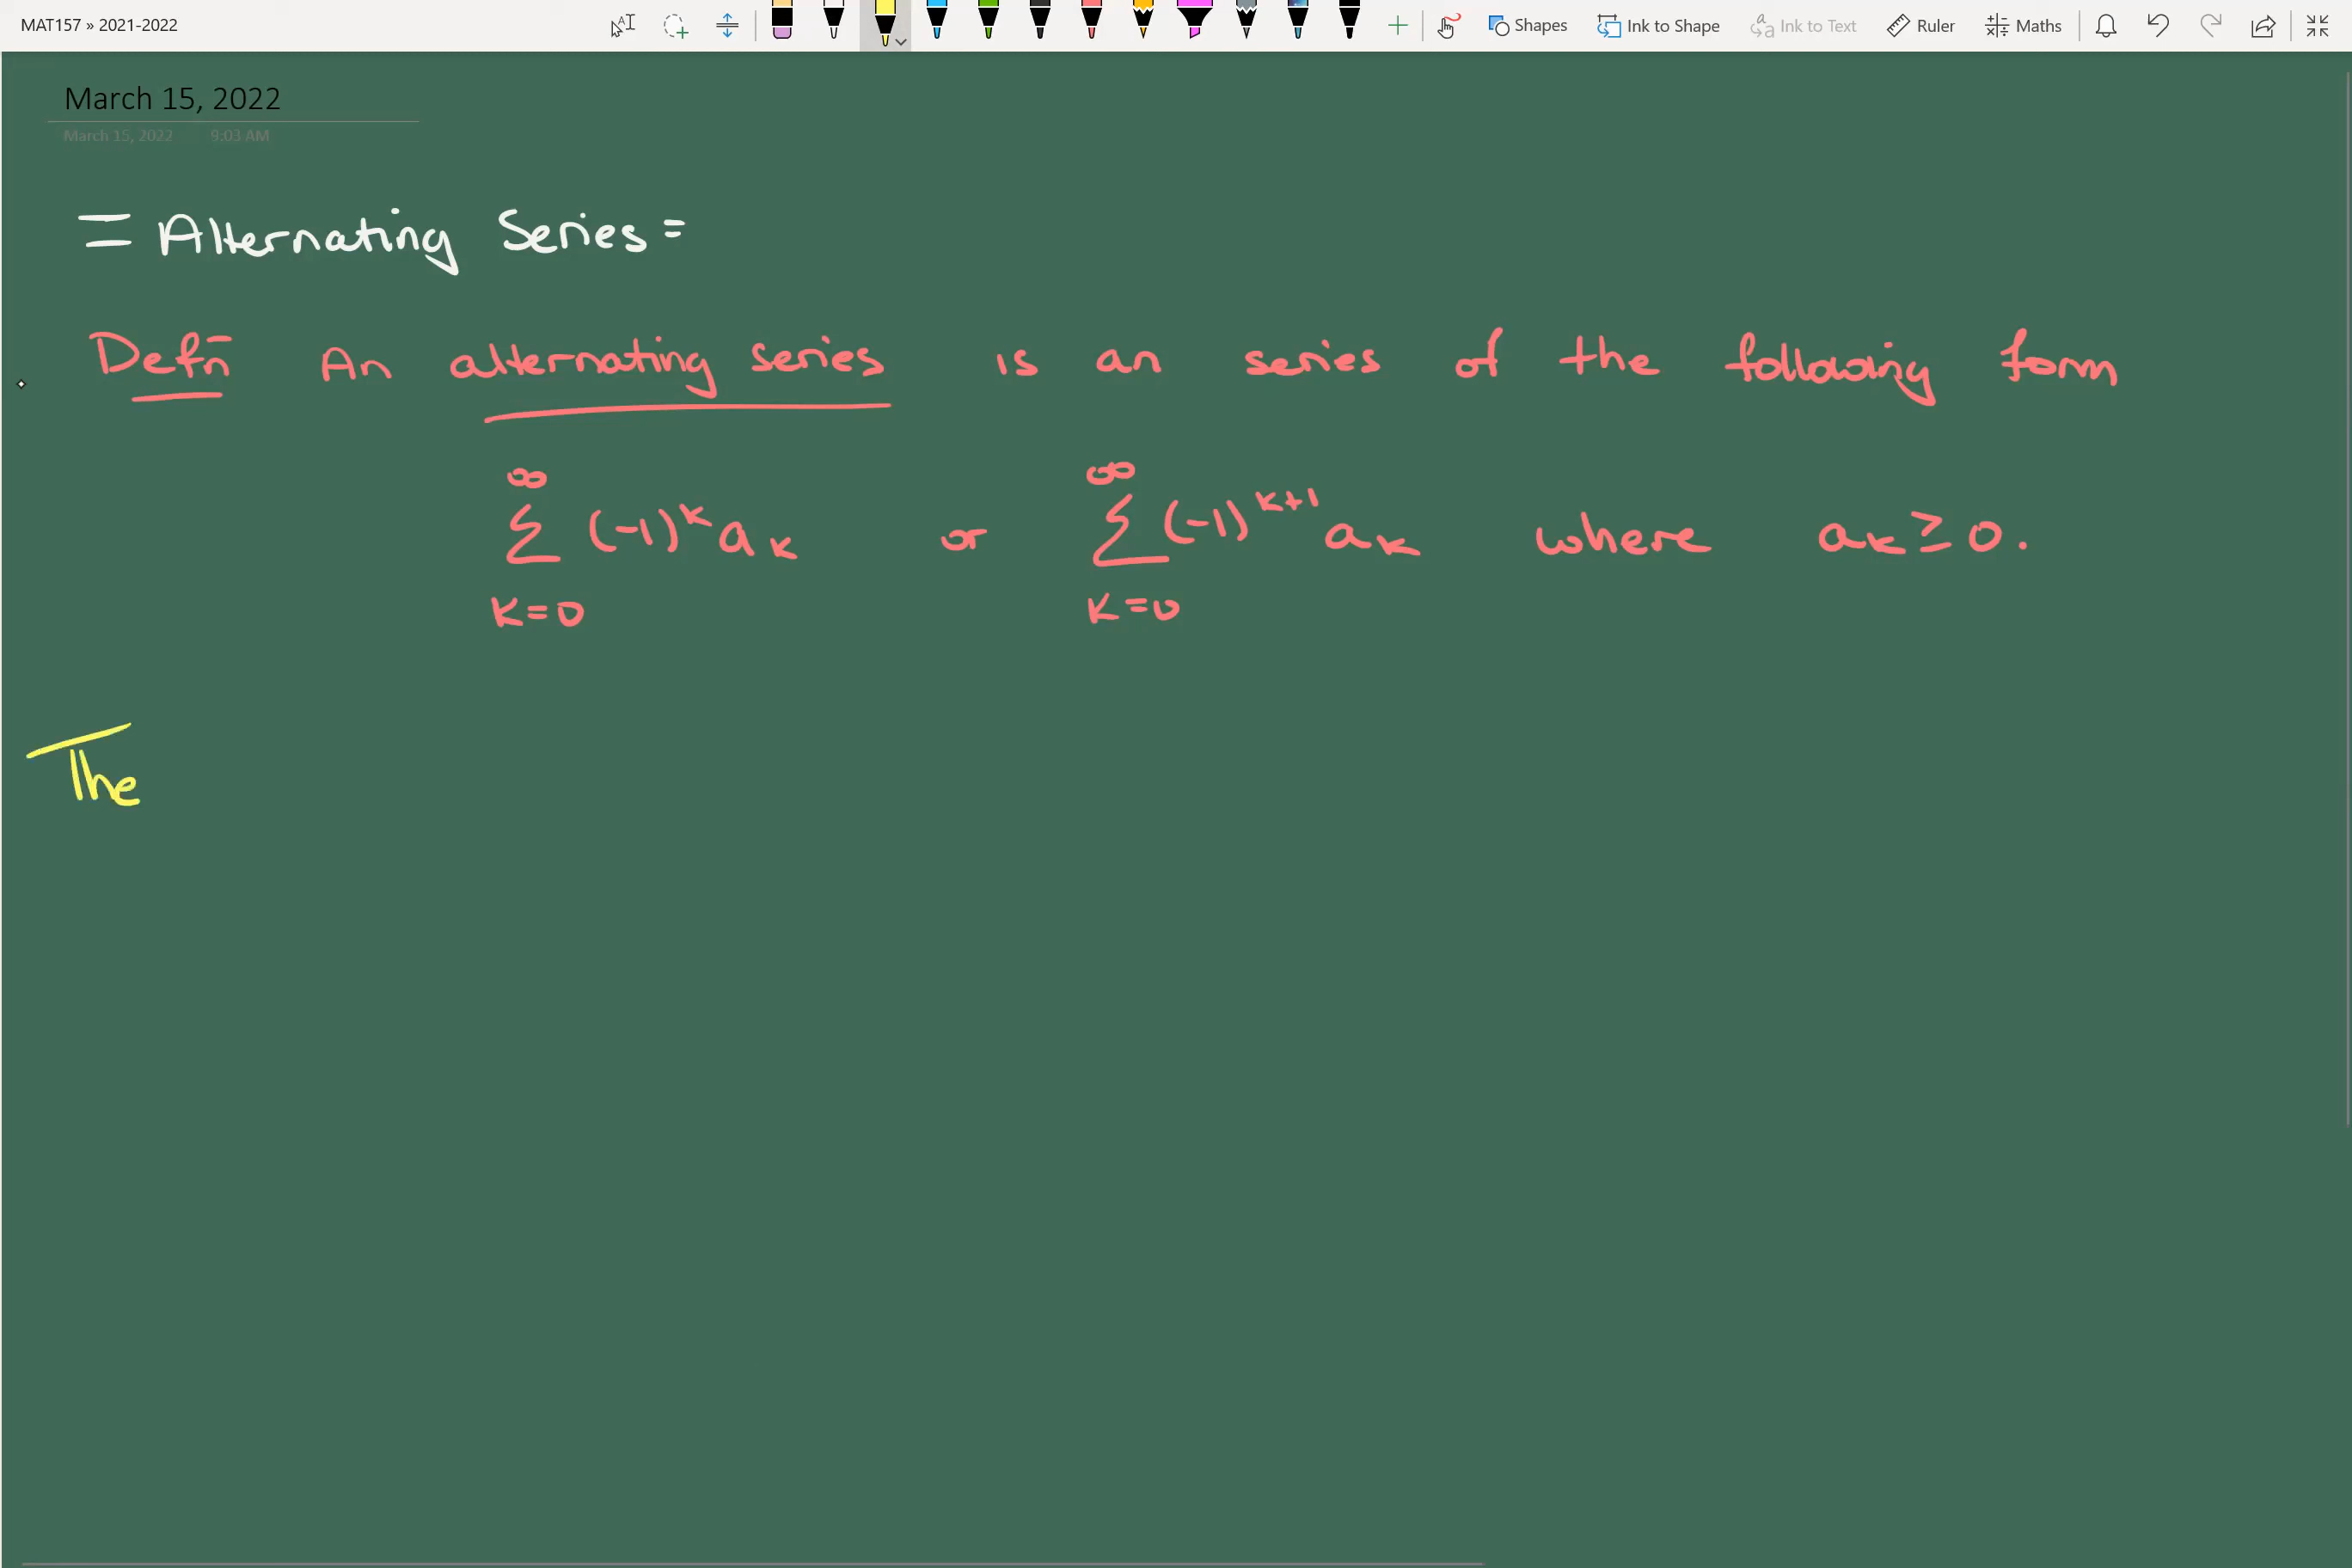 MAT157 » 2021-2022
Shapes Ink to Shape Ink to Text Ruler Maths
March 15, 2022
March 15, 2022 9:03 AM
= Alternating Series =
Defn An alternating series is an series of the following form
∞ ∞
Σ (-1)^k a_k or Σ (-1)^{k+1} a_k where a_k ≥ 0.
k=0 k=0
The